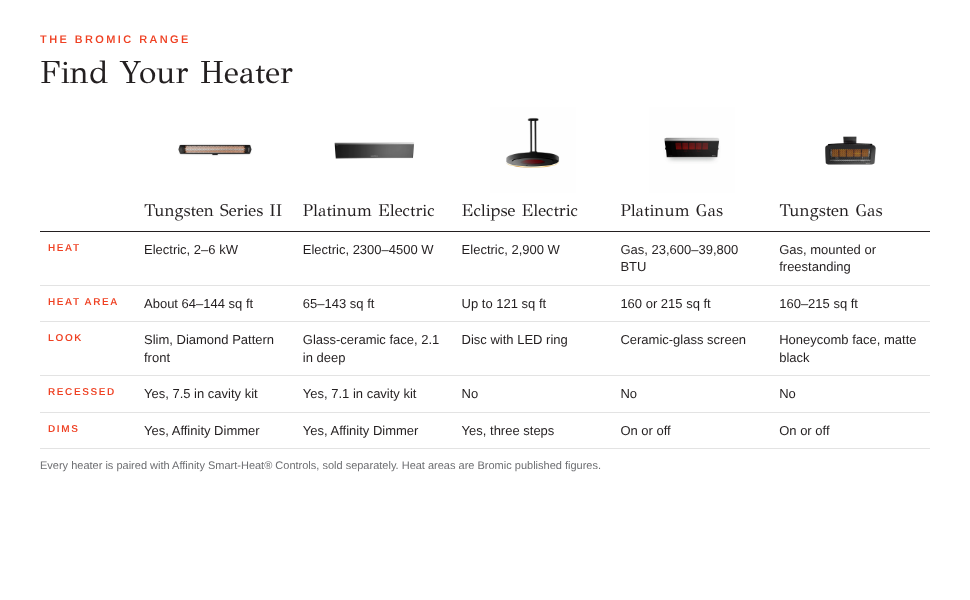 THE BROMIC RANGE
Find Your Heater
Tungsten Series II Platinum Electric Eclipse Electric Platinum Gas Tungsten Gas
HEAT Electric, 2–6 kW Electric, 2300–4500 W Electric, 2,900 W Gas, 23,600–39,800 BTU Gas, mounted or freestanding
HEAT AREA About 64–144 sq ft 65–143 sq ft Up to 121 sq ft 160 or 215 sq ft 160–215 sq ft
LOOK Slim, Diamond Pattern front Glass-ceramic face, 2.1 in deep Disc with LED ring Ceramic-glass screen Honeycomb face, matte black
RECESSED Yes, 7.5 in cavity kit Yes, 7.1 in cavity kit No No No
DIMS Yes, Affinity Dimmer Yes, Affinity Dimmer Yes, three steps On or off On or off
Every heater is paired with Affinity Smart-Heat® Controls, sold separately. Heat areas are Bromic published figures.